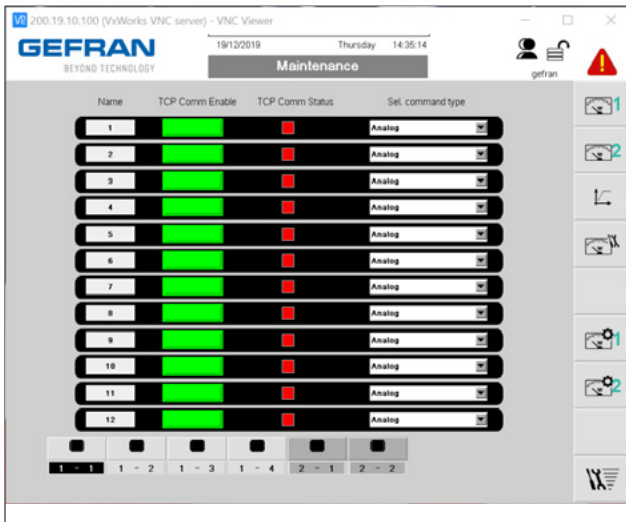 V2 200.19.10.100 (VxWorks VNC server) - VNC Viewer
GEFRAN
BEYOND TECHNOLOGY
19/12/2019 Thursday 14:35:14
Maintenance
gefran
Name TCP Comm Enable TCP Comm Status Sel. command type
1 Analog
2 Analog
3 Analog
4 Analog
5 Analog
6 Analog
7 Analog
8 Analog
9 Analog
10 Analog
11 Analog
12 Analog
1 - 1 1 - 2 1 - 3 1 - 4 2 - 1 2 - 2
1
2
1
2